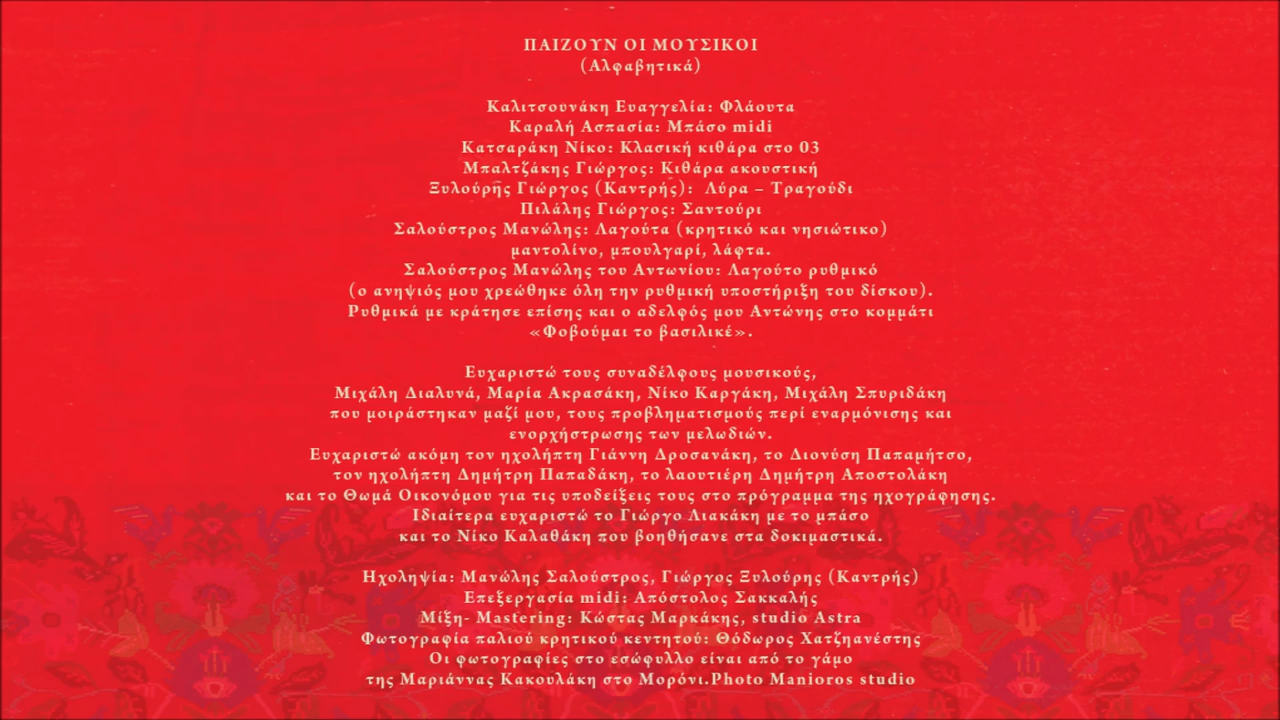 ΠΑΙΖΟΥΝ ΟΙ ΜΟΥΣΙΚΟΙ
(Αλφαβητικά)
Καλιτσουνάκη Ευαγγελία: Φλάουτα
Καραλή Ασπασία: Μπάσο midi
Κατσαράκη Νίκο: Κλασική κιθάρα στο 03
Μπαλτζάκης Γιώργος: Κιθάρα ακουστική
Ξυλούρης Γιώργος (Καντρής): Λύρα – Τραγούδι
Πιλάλης Γιώργος: Σαντούρι
Σαλούστρος Μανώλης: Λαγούτα (κρητικό και νησιώτικο)
μαντολίνο, μπουλγαρί, λάφτα.
Σαλούστρος Μανώλης του Αντωνίου: Λαγούτο ρυθμικό
(ο ανηψιός μου χρεώθηκε όλη την ρυθμική υποστήριξη του δίσκου).
Ρυθμικά με κράτησε επίσης και ο αδελφός μου Αντώνης στο κομμάτι
«Φοβούμαι το βασιλικέ».
Ευχαριστώ τους συναδέλφους μουσικούς,
Μιχάλη Διαλυνά, Μαρία Ακρασάκη, Νίκο Καργάκη, Μιχάλη Σπυριδάκη
που μοιράστηκαν μαζί μου, τους προβληματισμούς περί εναρμόνισης και
ενορχήστρωσης των μελωδιών.
Ευχαριστώ ακόμη τον ηχολήπτη Γιάννη Δροσανάκη, το Διονύση Παπαμήτσο,
τον ηχολήπτη Δημήτρη Παπαδάκη, το λαουτιέρη Δημήτρη Αποστολάκη
και το Θωμά Οικονόμου για τις υποδείξεις τους στο πρόγραμμα της ηχογράφησης.
Ιδιαίτερα ευχαριστώ το Γιώργο Λιακάκη με το μπάσο
και το Νίκο Καλαθάκη που βοηθήσανε στα δοκιμαστικά.
Ηχοληψία: Μανώλης Σαλούστρος, Γιώργος Ξυλούρης (Καντρής)
Επεξεργασία midi: Απόστολος Σακκαλής
Μίξη- Mastering: Κώστας Μαρκάκης, studio Astra
Φωτογραφία παλιού κρητικού κεντητού: Θόδωρος Χατζηανέστης
Οι φωτογραφίες στο εσώφυλλο είναι από το γάμο
της Μαριάννας Κακουλάκη στο Μορόνι.Photo Manioros studio